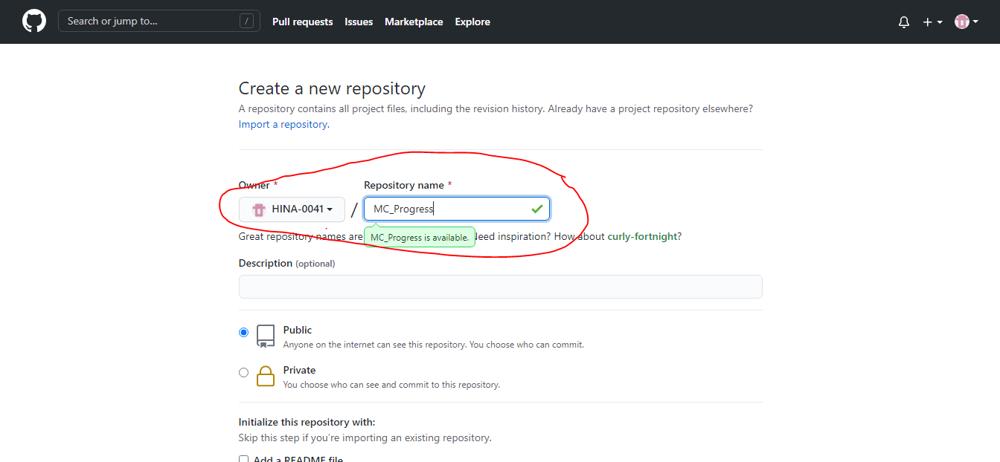 Search or jump to... / Pull requests Issues Marketplace Explore
Create a new repository
A repository contains all project files, including the revision history. Already have a project repository elsewhere?
Import a repository.
Owner * Repository name *
HINA-0041 / MC_Progress
Great repository names are Need inspiration? How about curly-fortnight?
MC_Progress is available.
Description (optional)
Public
Anyone on the internet can see this repository. You choose who can commit.
Private
You choose who can see and commit to this repository.
Initialize this repository with:
Skip this step if you’re importing an existing repository.
Add a README file